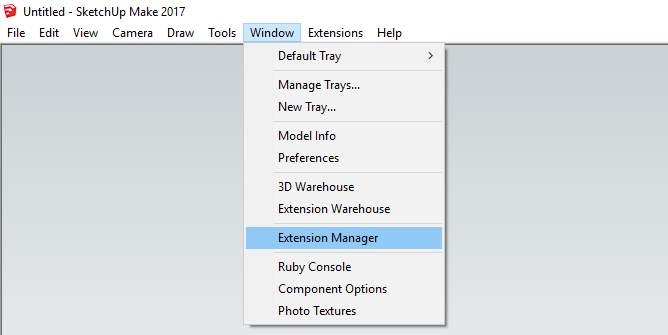 Untitled - SketchUp Make 2017
File Edit View Camera Draw Tools Window Extensions Help
Default Tray
Manage Trays...
New Tray...
Model Info
Preferences
3D Warehouse
Extension Warehouse
Extension Manager
Ruby Console
Component Options
Photo Textures